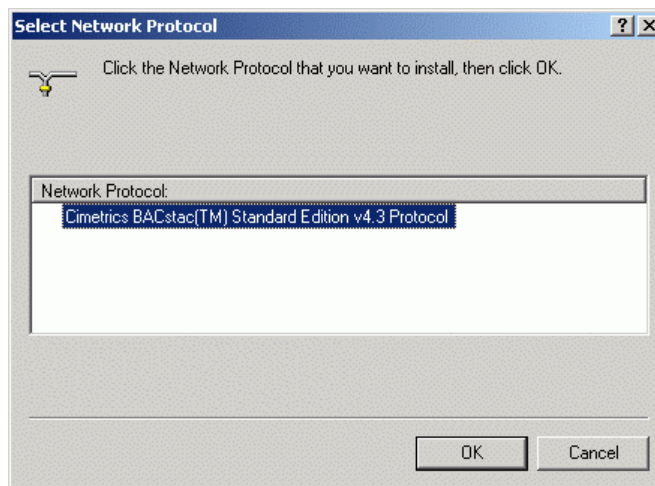 Select Network Protocol
Click the Network Protocol that you want to install, then click OK.
Network Protocol:
Cimetrics BACstac(TM) Standard Edition v4.3 Protocol
OK
Cancel